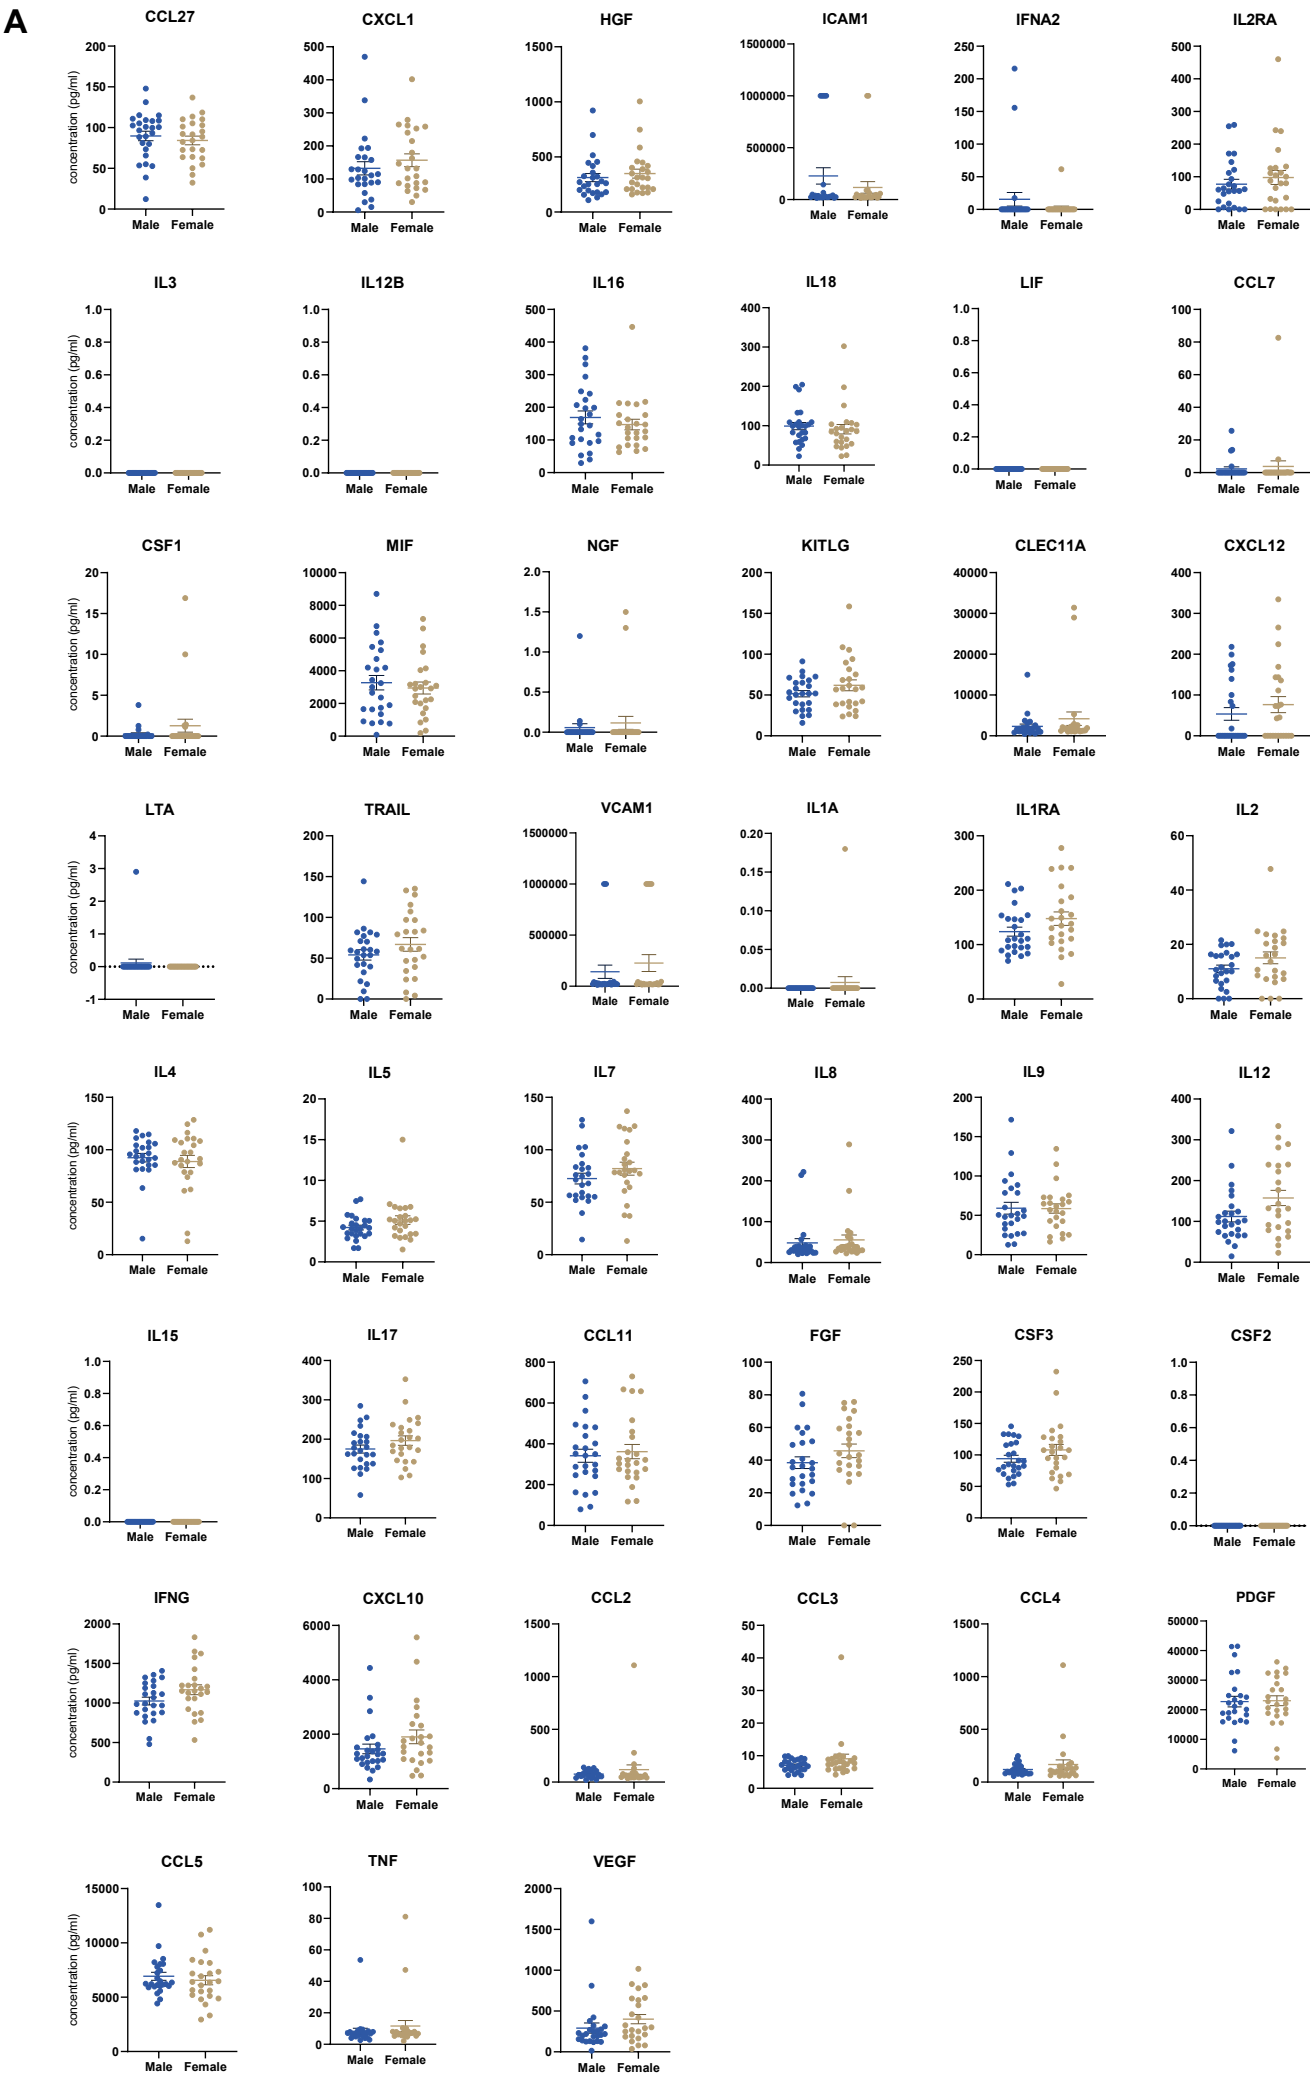 A
CCL27 CXCL1 HGF ICAM1 IFNA2 IL2RA
concentration (pg/ml)
200 150 100 50 0
500 400 300 200 100 0
1500 1000 500 0
1500000 1000000 500000 0
250 200 150 100 50 0
500 400 300 200 100 0
Male Female Male Female Male Female Male Female Male Female Male Female
IL3 IL12B IL16 IL18 LIF CCL7
concentration (pg/ml)
1.0 0.8 0.6 0.4 0.2 0.0
1.0 0.8 0.6 0.4 0.2 0.0
500 400 300 200 100 0
400 300 200 100 0
1.0 0.8 0.6 0.4 0.2 0.0
100 80 60 40 20 0
Male Female Male Female Male Female Male Female Male Female Male Female
CSF1 MIF NGF KITLG CLEC11A CXCL12
concentration (pg/ml)
20 15 10 5 0
10000 8000 6000 4000 2000 0
2.0 1.5 1.0 0.5 0.0
200 150 100 50 0
40000 30000 20000 10000 0
400 300 200 100 0
Male Female Male Female Male Female Male Female Male Female Male Female
LTA TRAIL VCAM1 IL1A IL1RA IL2
concentration (pg/ml)
4 3 2 1 0 -1
200 150 100 50 0
1500000 1000000 500000 0
0.20 0.15 0.10 0.05 0.00
300 200 100 0
60 40 20 0
Male Female Male Female Male Female Male Female Male Female Male Female
IL4 IL5 IL7 IL8 IL9 IL12
concentration (pg/ml)
150 100 50 0
20 15 10 5 0
150 100 50 0
400 300 200 100 0
200 150 100 50 0
400 300 200 100 0
Male Female Male Female Male Female Male Female Male Female Male Female
IL15 IL17 CCL11 FGF CSF3 CSF2
concentration (pg/ml)
1.0 0.8 0.6 0.4 0.2 0.0
400 300 200 100 0
800 600 400 200 0
100 80 60 40 20 0
250 200 150 100 50 0
1.0 0.8 0.6 0.4 0.2 0.0
Male Female Male Female Male Female Male Female Male Female Male Female
IFNG CXCL10 CCL2 CCL3 CCL4 PDGF
concentration (pg/ml)
2000 1500 1000 500 0
6000 4000 2000 0
1500 1000 500 0
50 40 30 20 10 0
1500 1000 500 0
50000 40000 30000 20000 10000 0
Male Female Male Female Male Female Male Female Male Female Male Female
CCL5 TNF VEGF
concentration (pg/ml)
15000 10000 5000 0
100 80 60 40 20 0
2000 1500 1000 500 0
Male Female Male Female Male Female